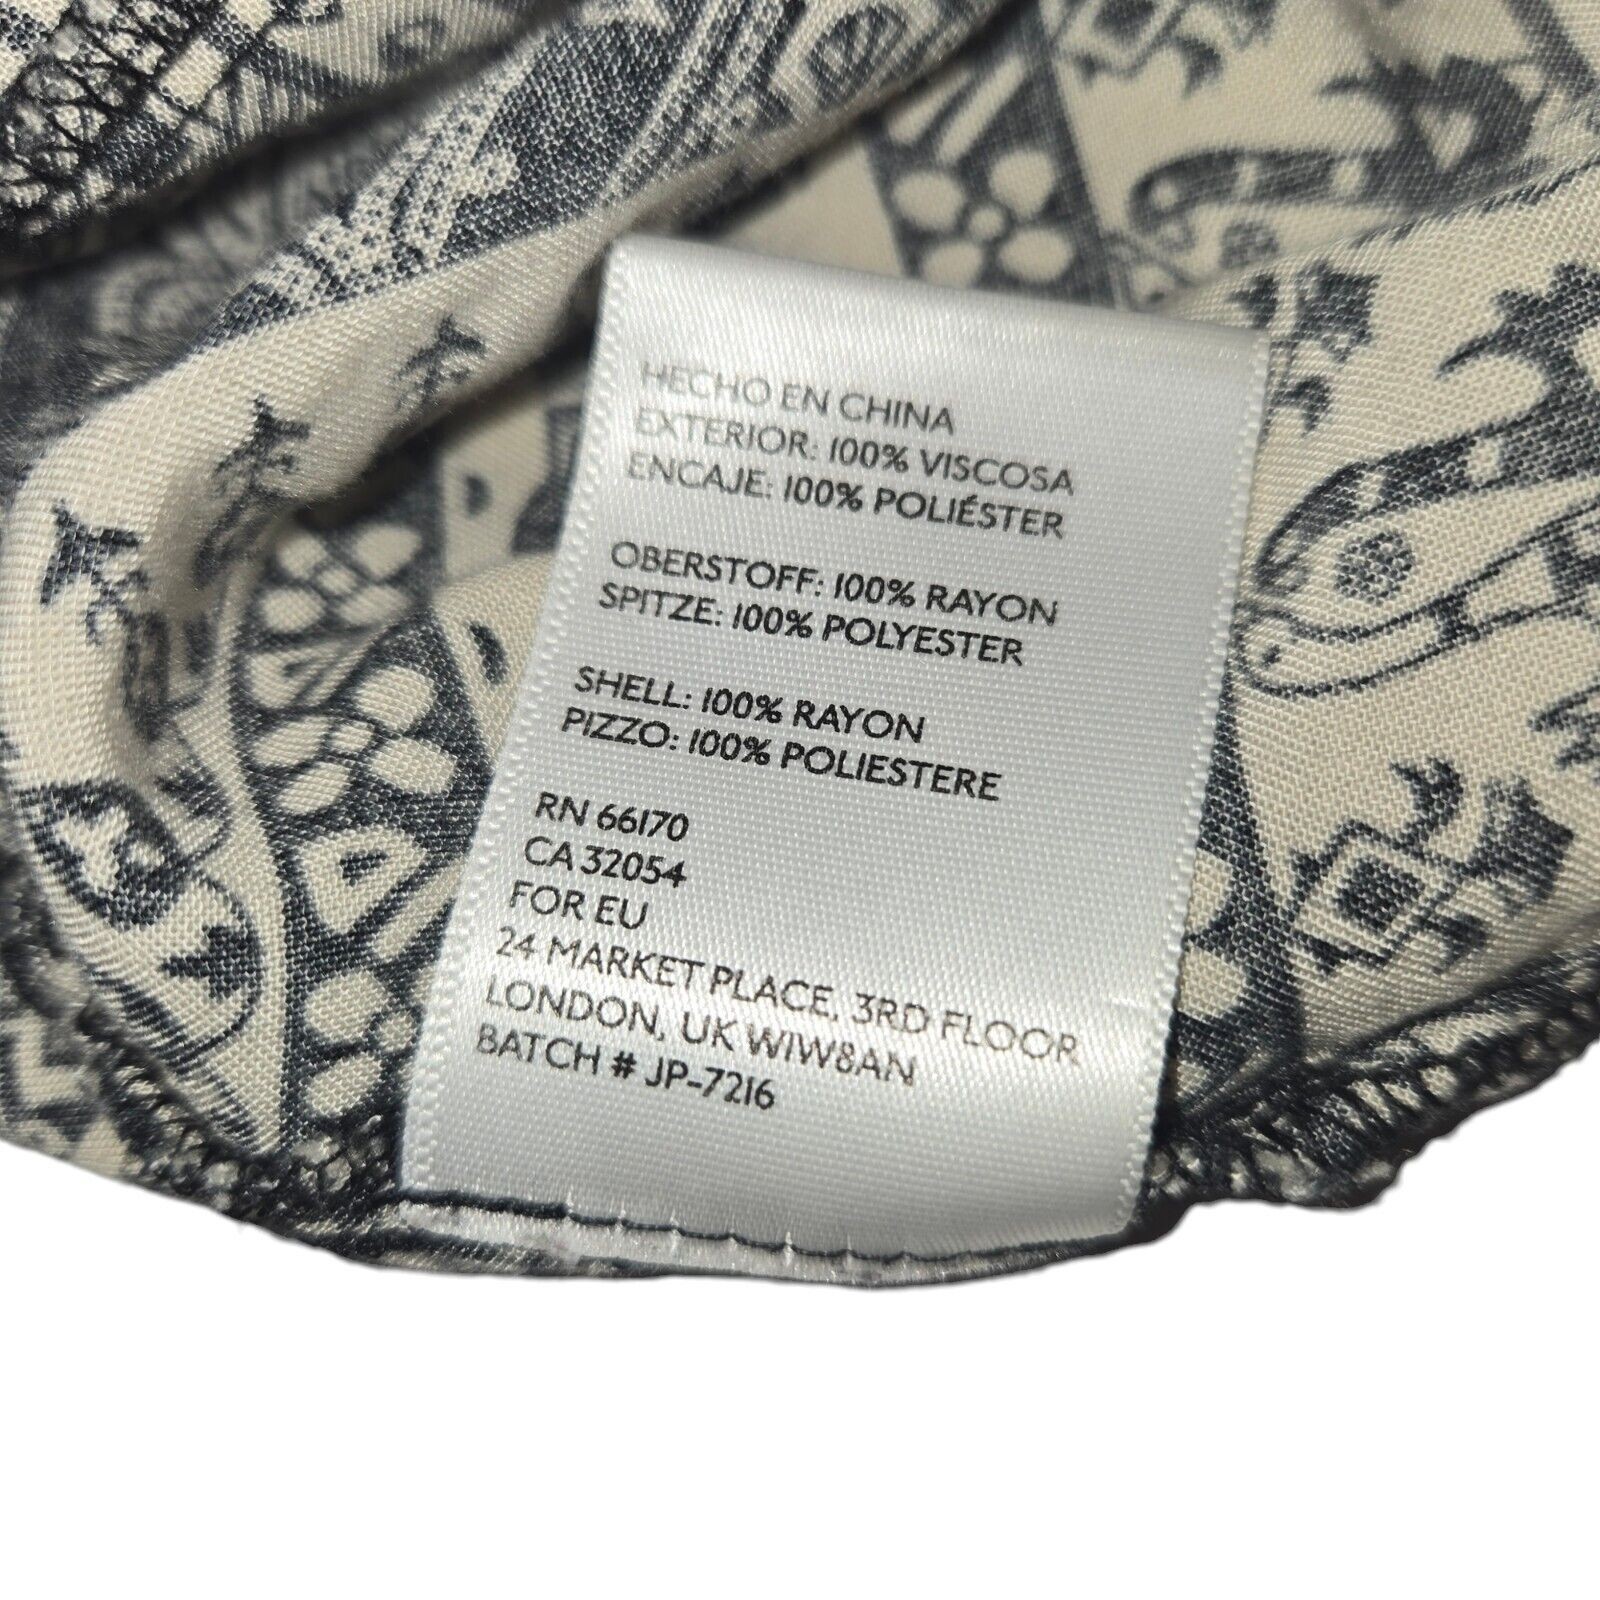 HECHO EN CHINA
EXTERIOR: 100% VISCOSA
ENCAJE: 100% POLIÉSTER
OBERSTOFF: 100% RAYON
SPITZE: 100% POLYESTER
SHELL: 100% RAYON
PIZZO: 100% POLIESTERE
RN 66170
CA 32054
FOR EU
24 MARKET PLACE, 3RD FLOOR
LONDON, UK W1W8AN
BATCH # JP-7216